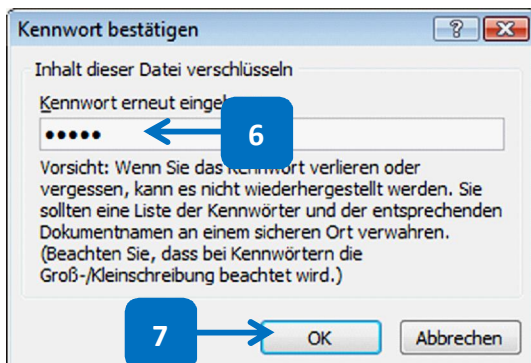 Kennwort bestätigen
?
Inhalt dieser Datei verschlüsseln
Kennwort erneut
•••••
6
Vorsicht: Wenn Sie das Kennwort verlieren oder
vergessen, kann es nicht wiederhergestellt werden. Sie
sollten eine Liste der Kennwörter und der entsprechenden
Dokumentnamen an einem sicheren Ort verwahren.
(Beachten Sie, dass bei Kennwörtern die
Groß-/Kleinschreibung beachtet wird.)
7
OK
Abbrechen